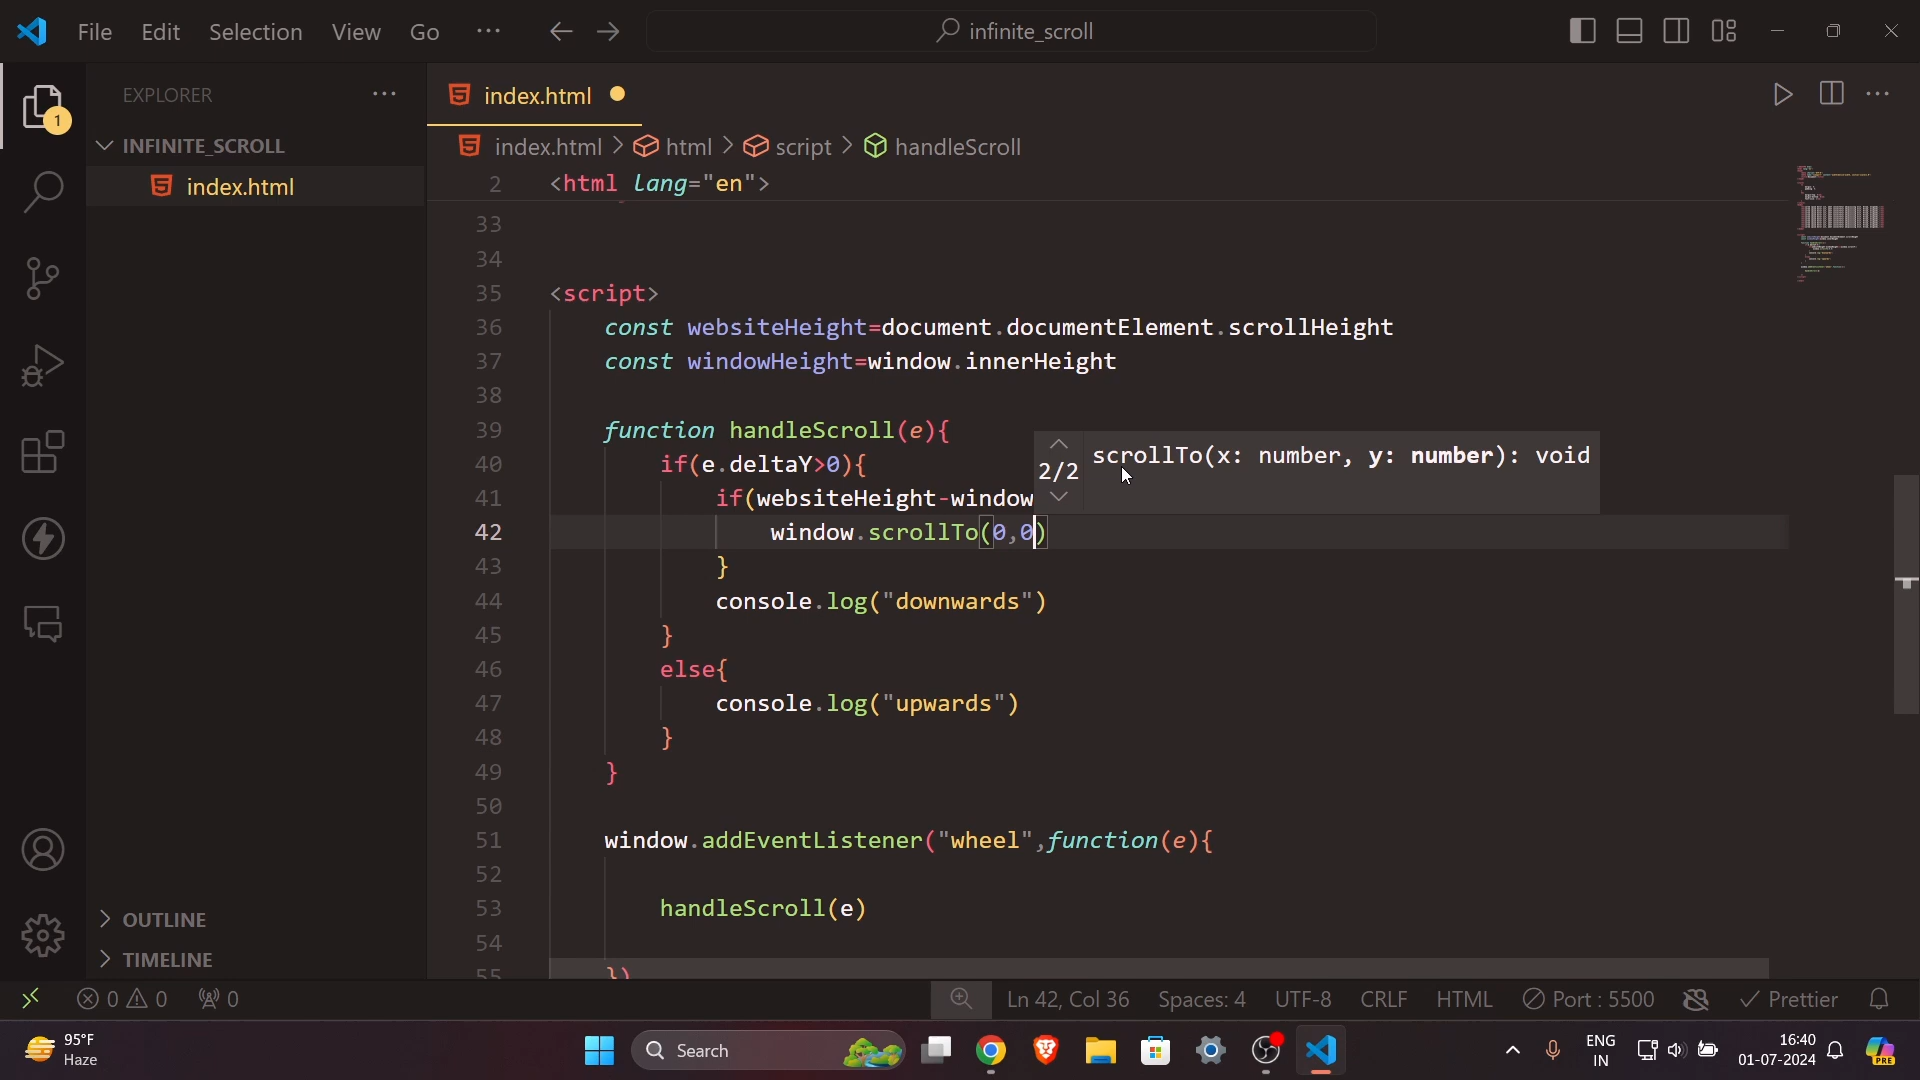 File Edit Selection View Go ··· infinite_scroll
EXPLORER ···
INFINITE_SCROLL
index.html
OUTLINE
TIMELINE
1
index.html
index.html > html > script > handleScroll
2 <html lang="en">
33
34
35 <script>
36 const websiteHeight=document.documentElement.scrollHeight
37 const windowHeight=window.innerHeight
38
39 function handleScroll(e){
40 if(e.deltaY>0){
41 if(websiteHeight-window
42 window.scrollTo(0,0)
43 }
44 console.log("downwards")
45 }
46 else{
47 console.log("upwards")
48 }
49 }
50
51 window.addEventListener("wheel",function(e){
52
53 handleScroll(e)
54
55 })
2/2 scrollTo(x: number, y: number): void
0 0 0 Ln 42, Col 36 Spaces: 4 UTF-8 CRLF HTML Port : 5500 Prettier
95°F
Haze
Search
ENG
IN
16:40
01-07-2024
PRE